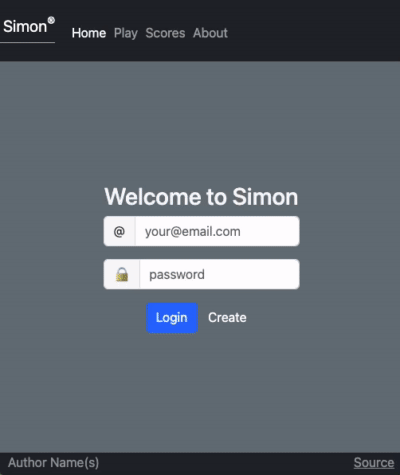 Simon®
Home Play Scores About
Welcome to Simon
@ your@email.com
password
Login Create
Author Name(s) Source